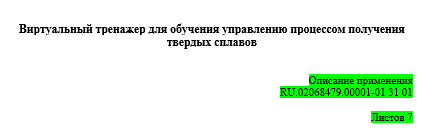 Виртуальный тренажер для обучения управлению процессом получения
твердых сплавов
Описание применения
RU.02068479.00001-01 31 01
Листов 7